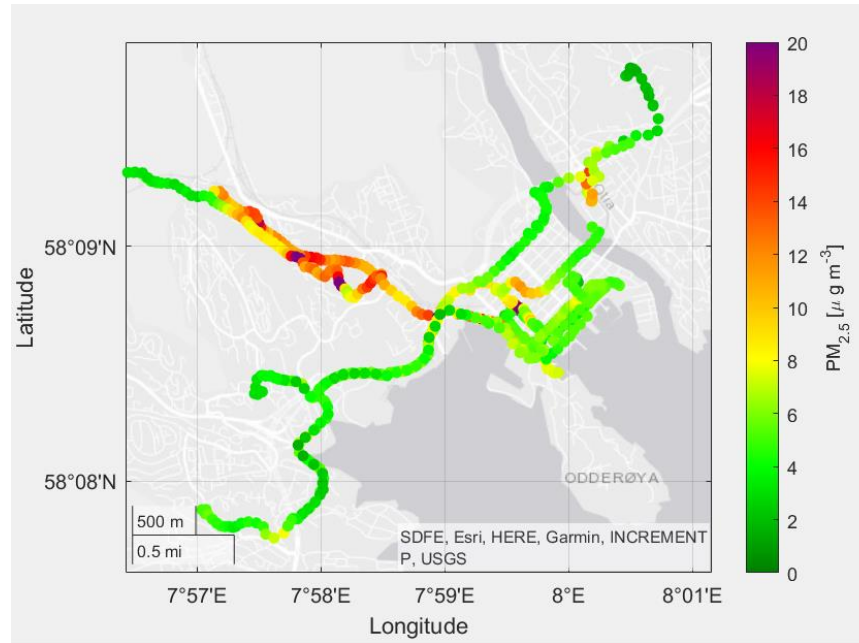 20
18
16
14
12
10
8
6
4
2
0
PM2.5 [μ g m-3]
58°09'N
58°08'N
Latitude
Otra
ODDERØYA
500 m
0.5 mi
SDFE, Esri, HERE, Garmin, INCREMENT
P, USGS
7°57'E 7°58'E 7°59'E 8°E 8°01'E
Longitude